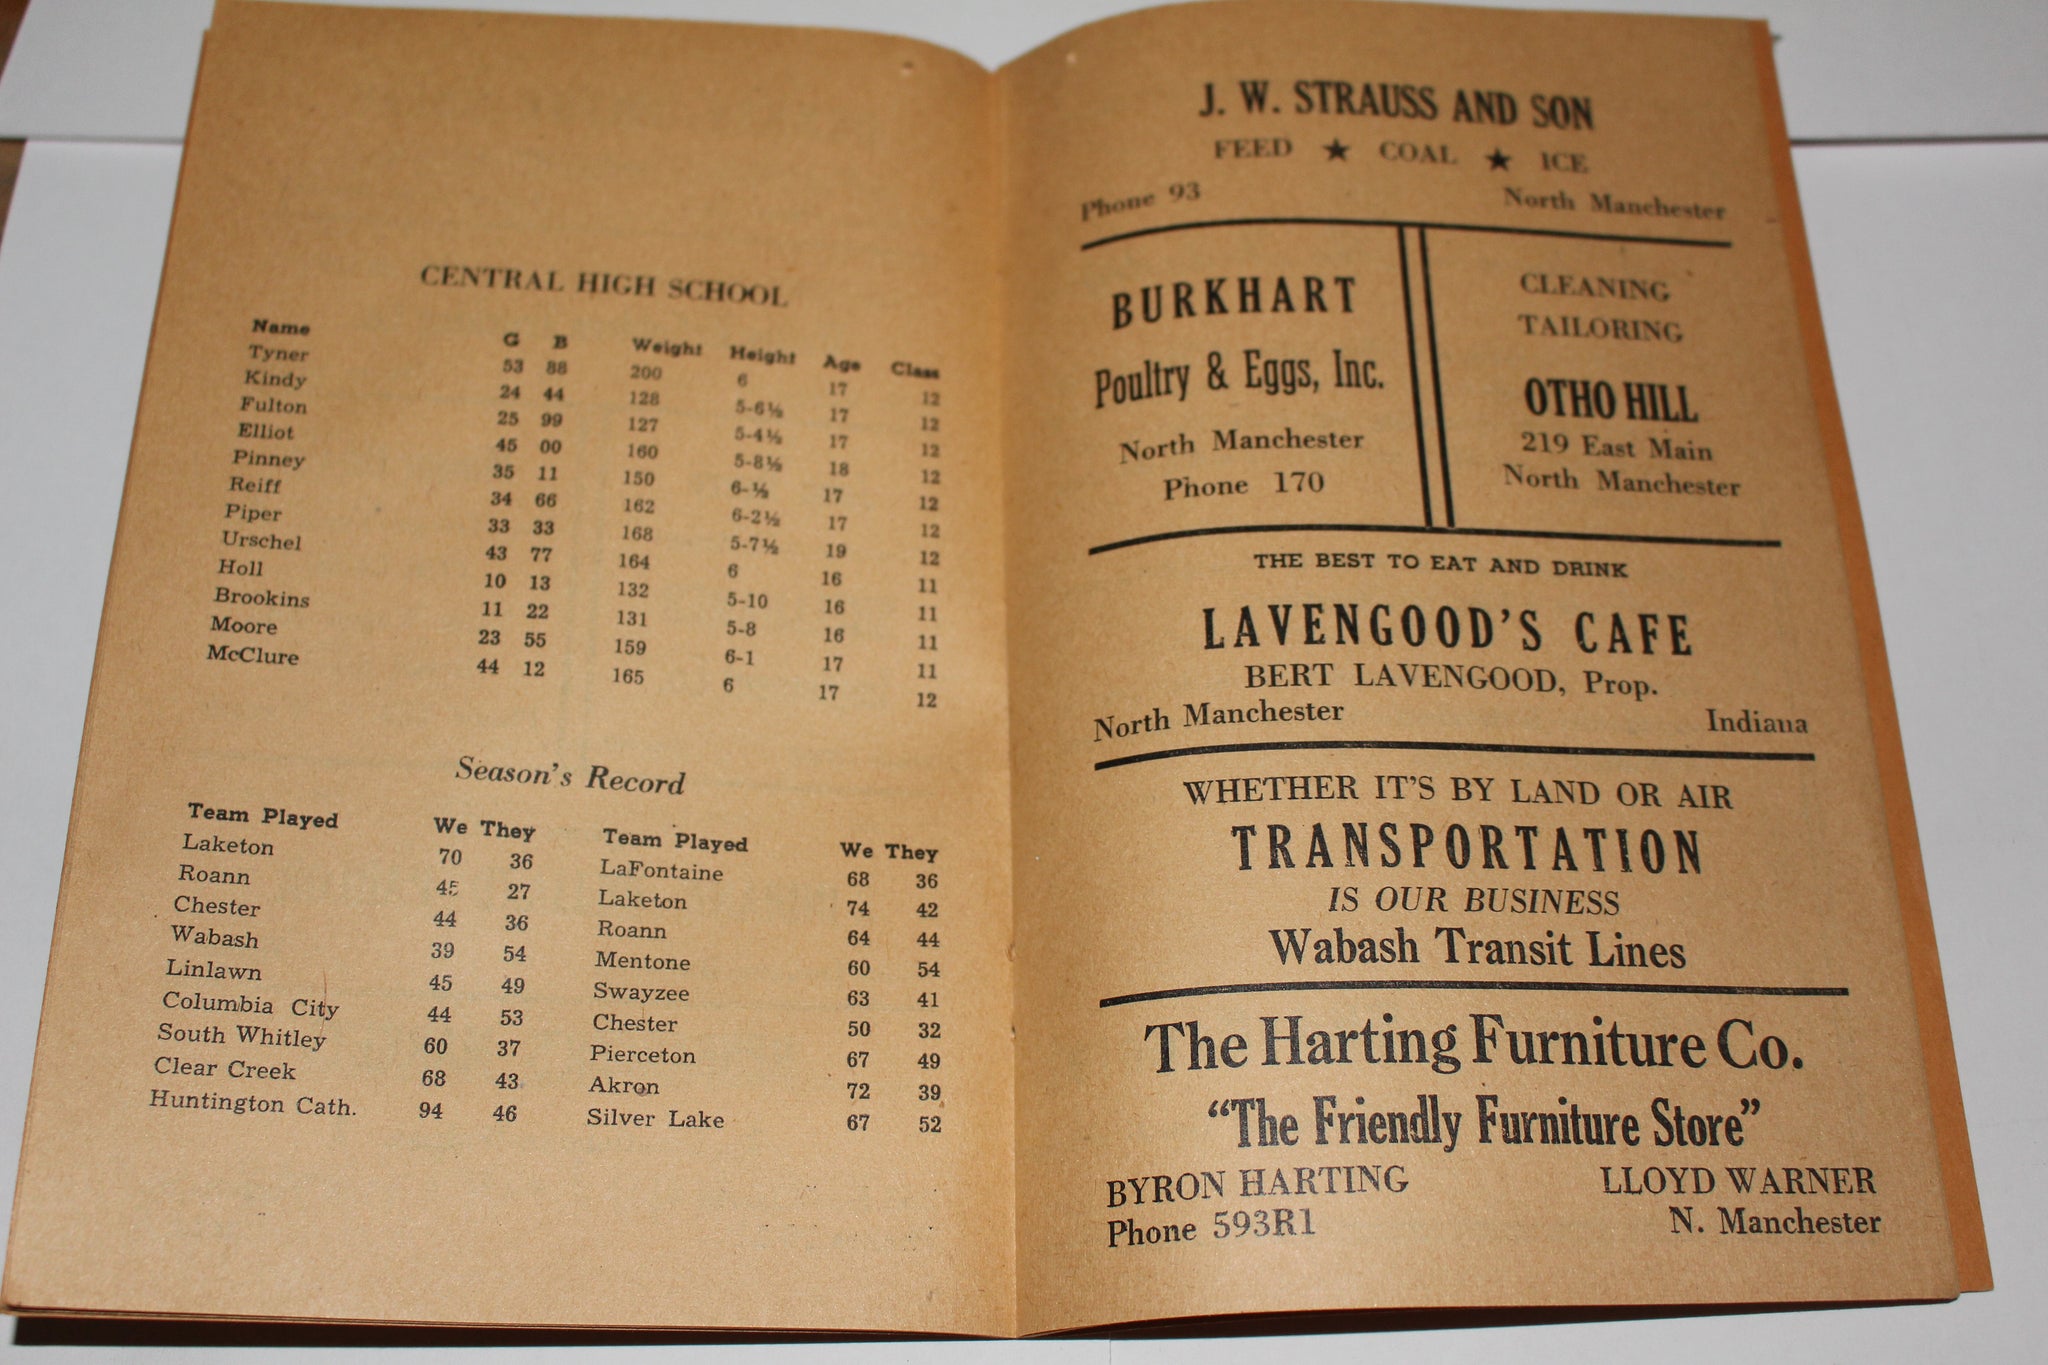 CENTRAL HIGH SCHOOL
Name G B Weight Height Age Class
Tyner 53 88 200 6 17 12
Kindy 24 44 128 5-6½ 17 12
Fulton 25 99 127 5-4½ 17 12
Elliot 45 00 160 5-8½ 18 12
Pinney 35 11 150 6-½ 17 12
Reiff 34 66 162 6-2½ 17 12
Piper 33 33 168 5-7½ 19 12
Urschel 43 77 164 6 16 11
Holl 10 13 132 5-10 16 11
Brookins 11 22 131 5-8 16 11
Moore 23 55 159 6-1 17 11
McClure 44 12 165 6 17 12
Season's Record
Team Played We They Team Played We They
Laketon 70 36 LaFontaine 68 36
Roann 45 27 Laketon 74 42
Chester 44 36 Roann 64 44
Wabash 39 54 Mentone 60 54
Linlawn 45 49 Swayzee 63 41
Columbia City 44 53 Chester 50 32
South Whitley 60 37 Pierceton 67 49
Clear Creek 68 43 Akron 72 39
Huntington Cath. 94 46 Silver Lake 67 52
J. W. STRAUSS AND SON
FEED ★ COAL ★ ICE
Phone 93 North Manchester
BURKHART
Poultry & Eggs, Inc.
North Manchester
Phone 170
CLEANING
TAILORING
OTHO HILL
219 East Main
North Manchester
THE BEST TO EAT AND DRINK
LAVENGOOD'S CAFE
BERT LAVENGOOD, Prop.
North Manchester Indiana
WHETHER IT'S BY LAND OR AIR
TRANSPORTATION
IS OUR BUSINESS
Wabash Transit Lines
The Harting Furniture Co.
"The Friendly Furniture Store"
BYRON HARTING LLOYD WARNER
Phone 593R1 N. Manchester